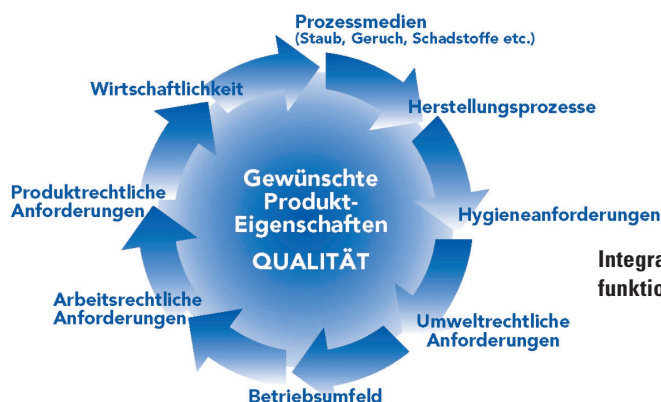 Prozessmedien
(Staub, Geruch, Schadstoffe etc.)
Herstellungsprozesse
Hygieneanforderungen
Umweltrechtliche
Anforderungen
Betriebsumfeld
Arbeitsrechtliche
Anforderungen
Produktrechtliche
Anforderungen
Wirtschaftlichkeit
Gewünschte
Produkt-
Eigenschaften
QUALITÄT